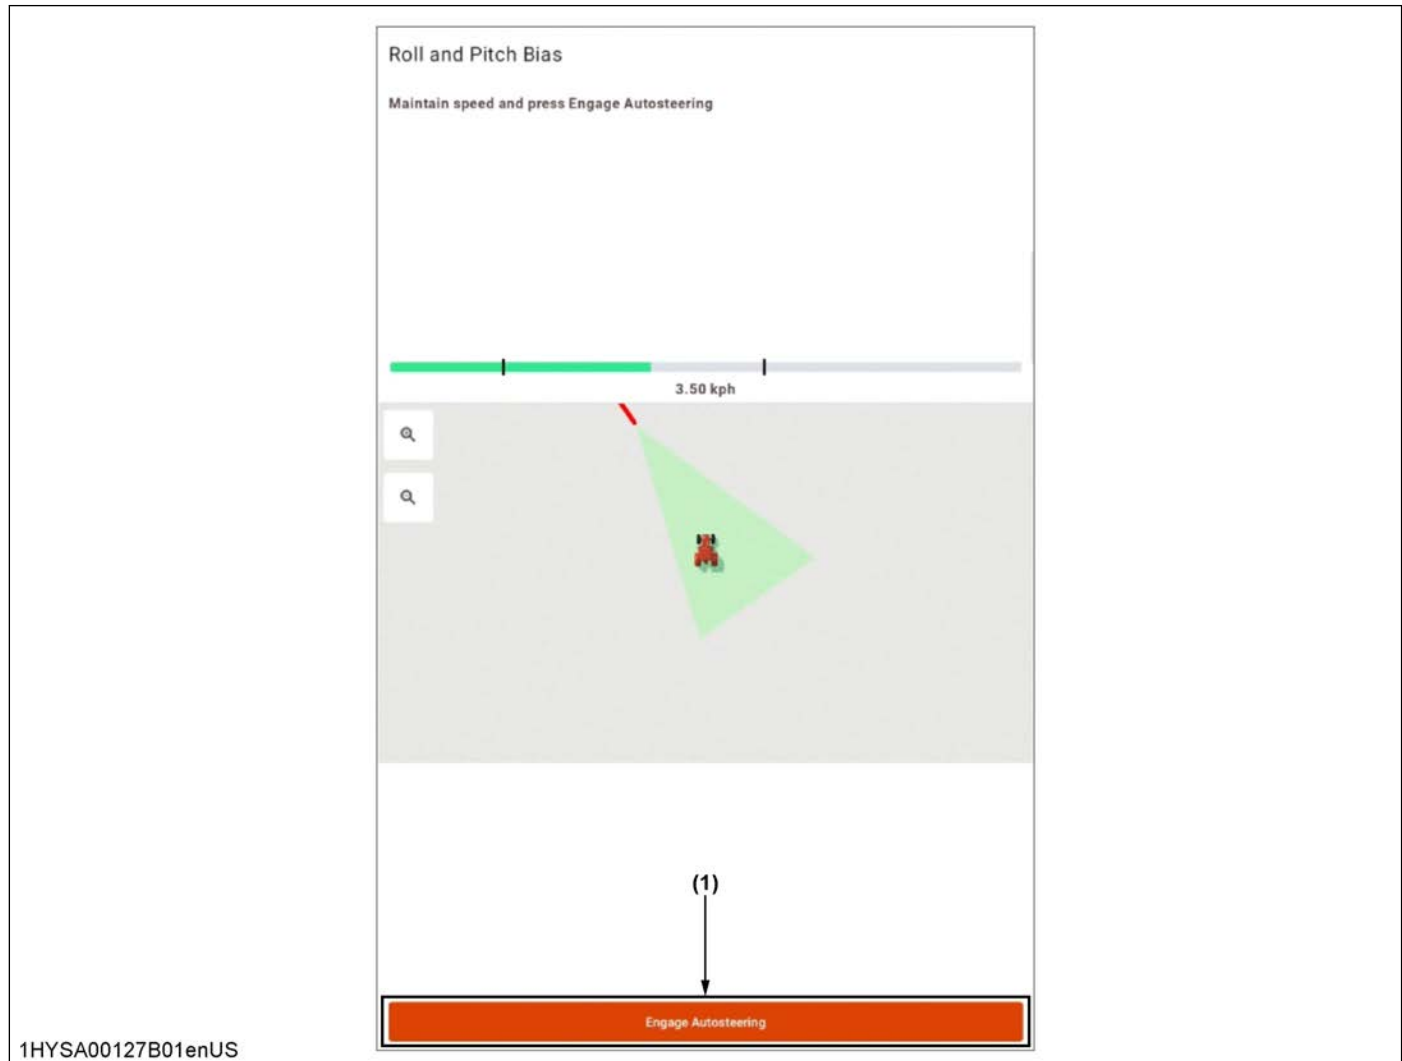 Roll and Pitch Bias
Maintain speed and press Engage Autosteering
3.50 kph
(1)
Engage Autosteering
1HYSA00127B01enUS